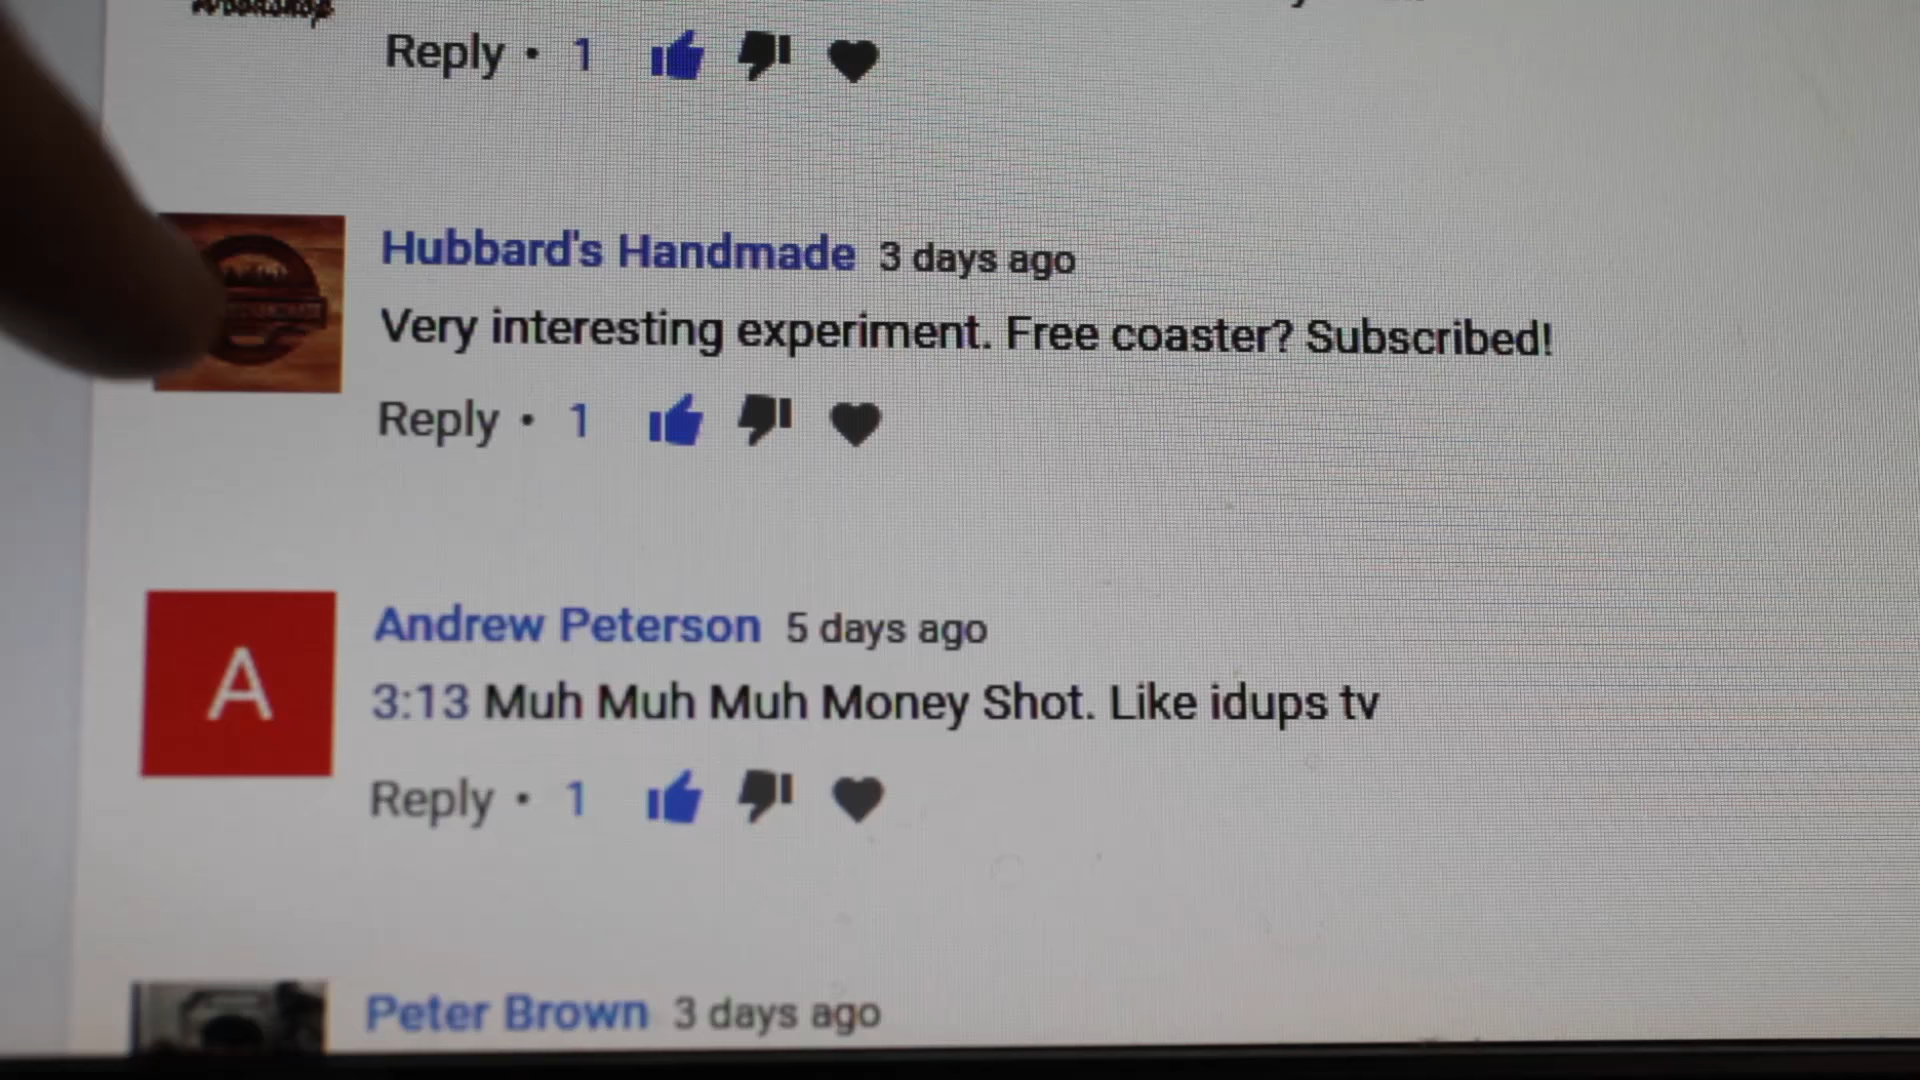 Reply • 1
Hubbard's Handmade 3 days ago
Very interesting experiment. Free coaster? Subscribed!
Reply • 1
A
Andrew Peterson 5 days ago
3:13 Muh Muh Muh Money Shot. Like idups tv
Reply • 1
Peter Brown 3 days ago